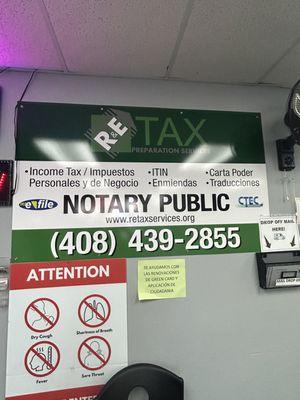 R&E TAX
PREPARATION SERVICES
•Income Tax / Impuestos
Personales y de Negocio
•ITIN
•Enmiendas
•Carta Poder
•Traducciones
e-file
NOTARY PUBLIC
CTEC
www.retaxservices.org
(408) 439-2855
DROP OFF MAIL
HERE
TE AYUDAMOS CON
LAS RENOVACIONES
DE GREEN CARD Y
APLICACIÓN DE
CIUDADANIA
ATTENTION
Dry Cough
Shortness of Breath
Fever
Sore Throat